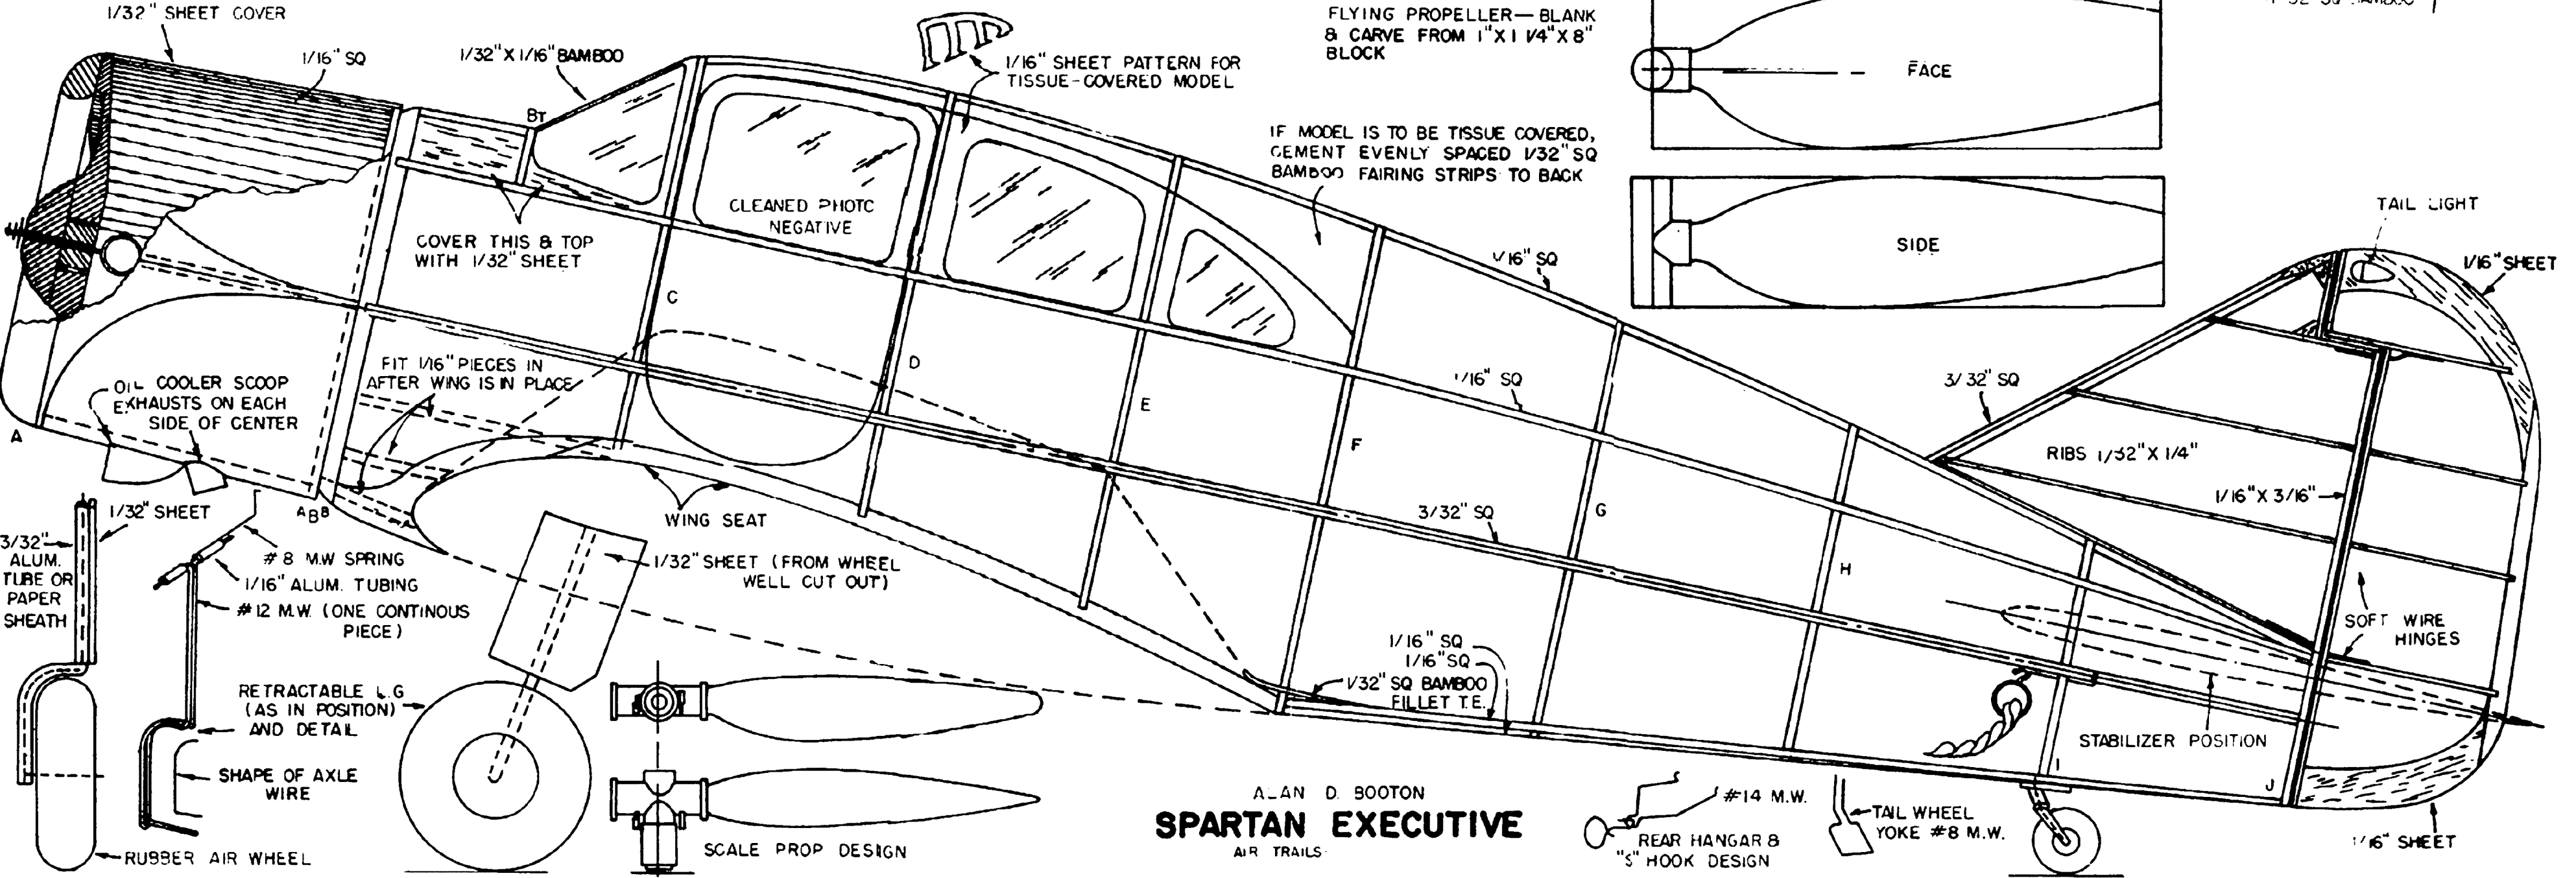 1/32" SHEET COVER
1/16" SQ
1/32" X 1/16" BAMBOO
BT
1/16" SHEET PATTERN FOR
TISSUE-COVERED MODEL
FLYING PROPELLER— BLANK
& CARVE FROM 1" X 1 1/4" X 8"
BLOCK
FACE
IF MODEL IS TO BE TISSUE COVERED,
CEMENT EVENLY SPACED 1/32" SQ
BAMBOO FAIRING STRIPS TO BACK
SIDE
TAIL LIGHT
1/16" SHEET
CLEANED PHOTO
NEGATIVE
COVER THIS & TOP
WITH 1/32" SHEET
1/16" SQ
C
D
E
F
G
H
I
J
FIT 1/16" PIECES IN
AFTER WING IS IN PLACE
OIL COOLER SCOOP
EXHAUSTS ON EACH
SIDE OF CENTER
A
1/16" SQ
3/32" SQ
RIBS 1/32" X 1/4"
1/16" X 3/16"
3/32" SQ
WING SEAT
A B B
1/32" SHEET
3/32"
ALUM.
TUBE OR
PAPER
SHEATH
#8 M.W SPRING
1/16" ALUM. TUBING
#12 M.W. (ONE CONTINOUS
PIECE)
1/32" SHEET (FROM WHEEL
WELL CUT OUT)
SOFT WIRE
HINGES
1/16" SQ
1/16" SQ
1/32" SQ BAMBOO
FILLET T.E.
RETRACTABLE L.G
(AS IN POSITION)
AND DETAIL
SHAPE OF AXLE
WIRE
STABILIZER POSITION
RUBBER AIR WHEEL
SCALE PROP DESIGN
ALAN D. BOOTON
SPARTAN EXECUTIVE
AIR TRAILS
#14 M.W.
REAR HANGAR &
"S" HOOK DESIGN
TAIL WHEEL
YOKE #8 M.W.
1/16" SHEET